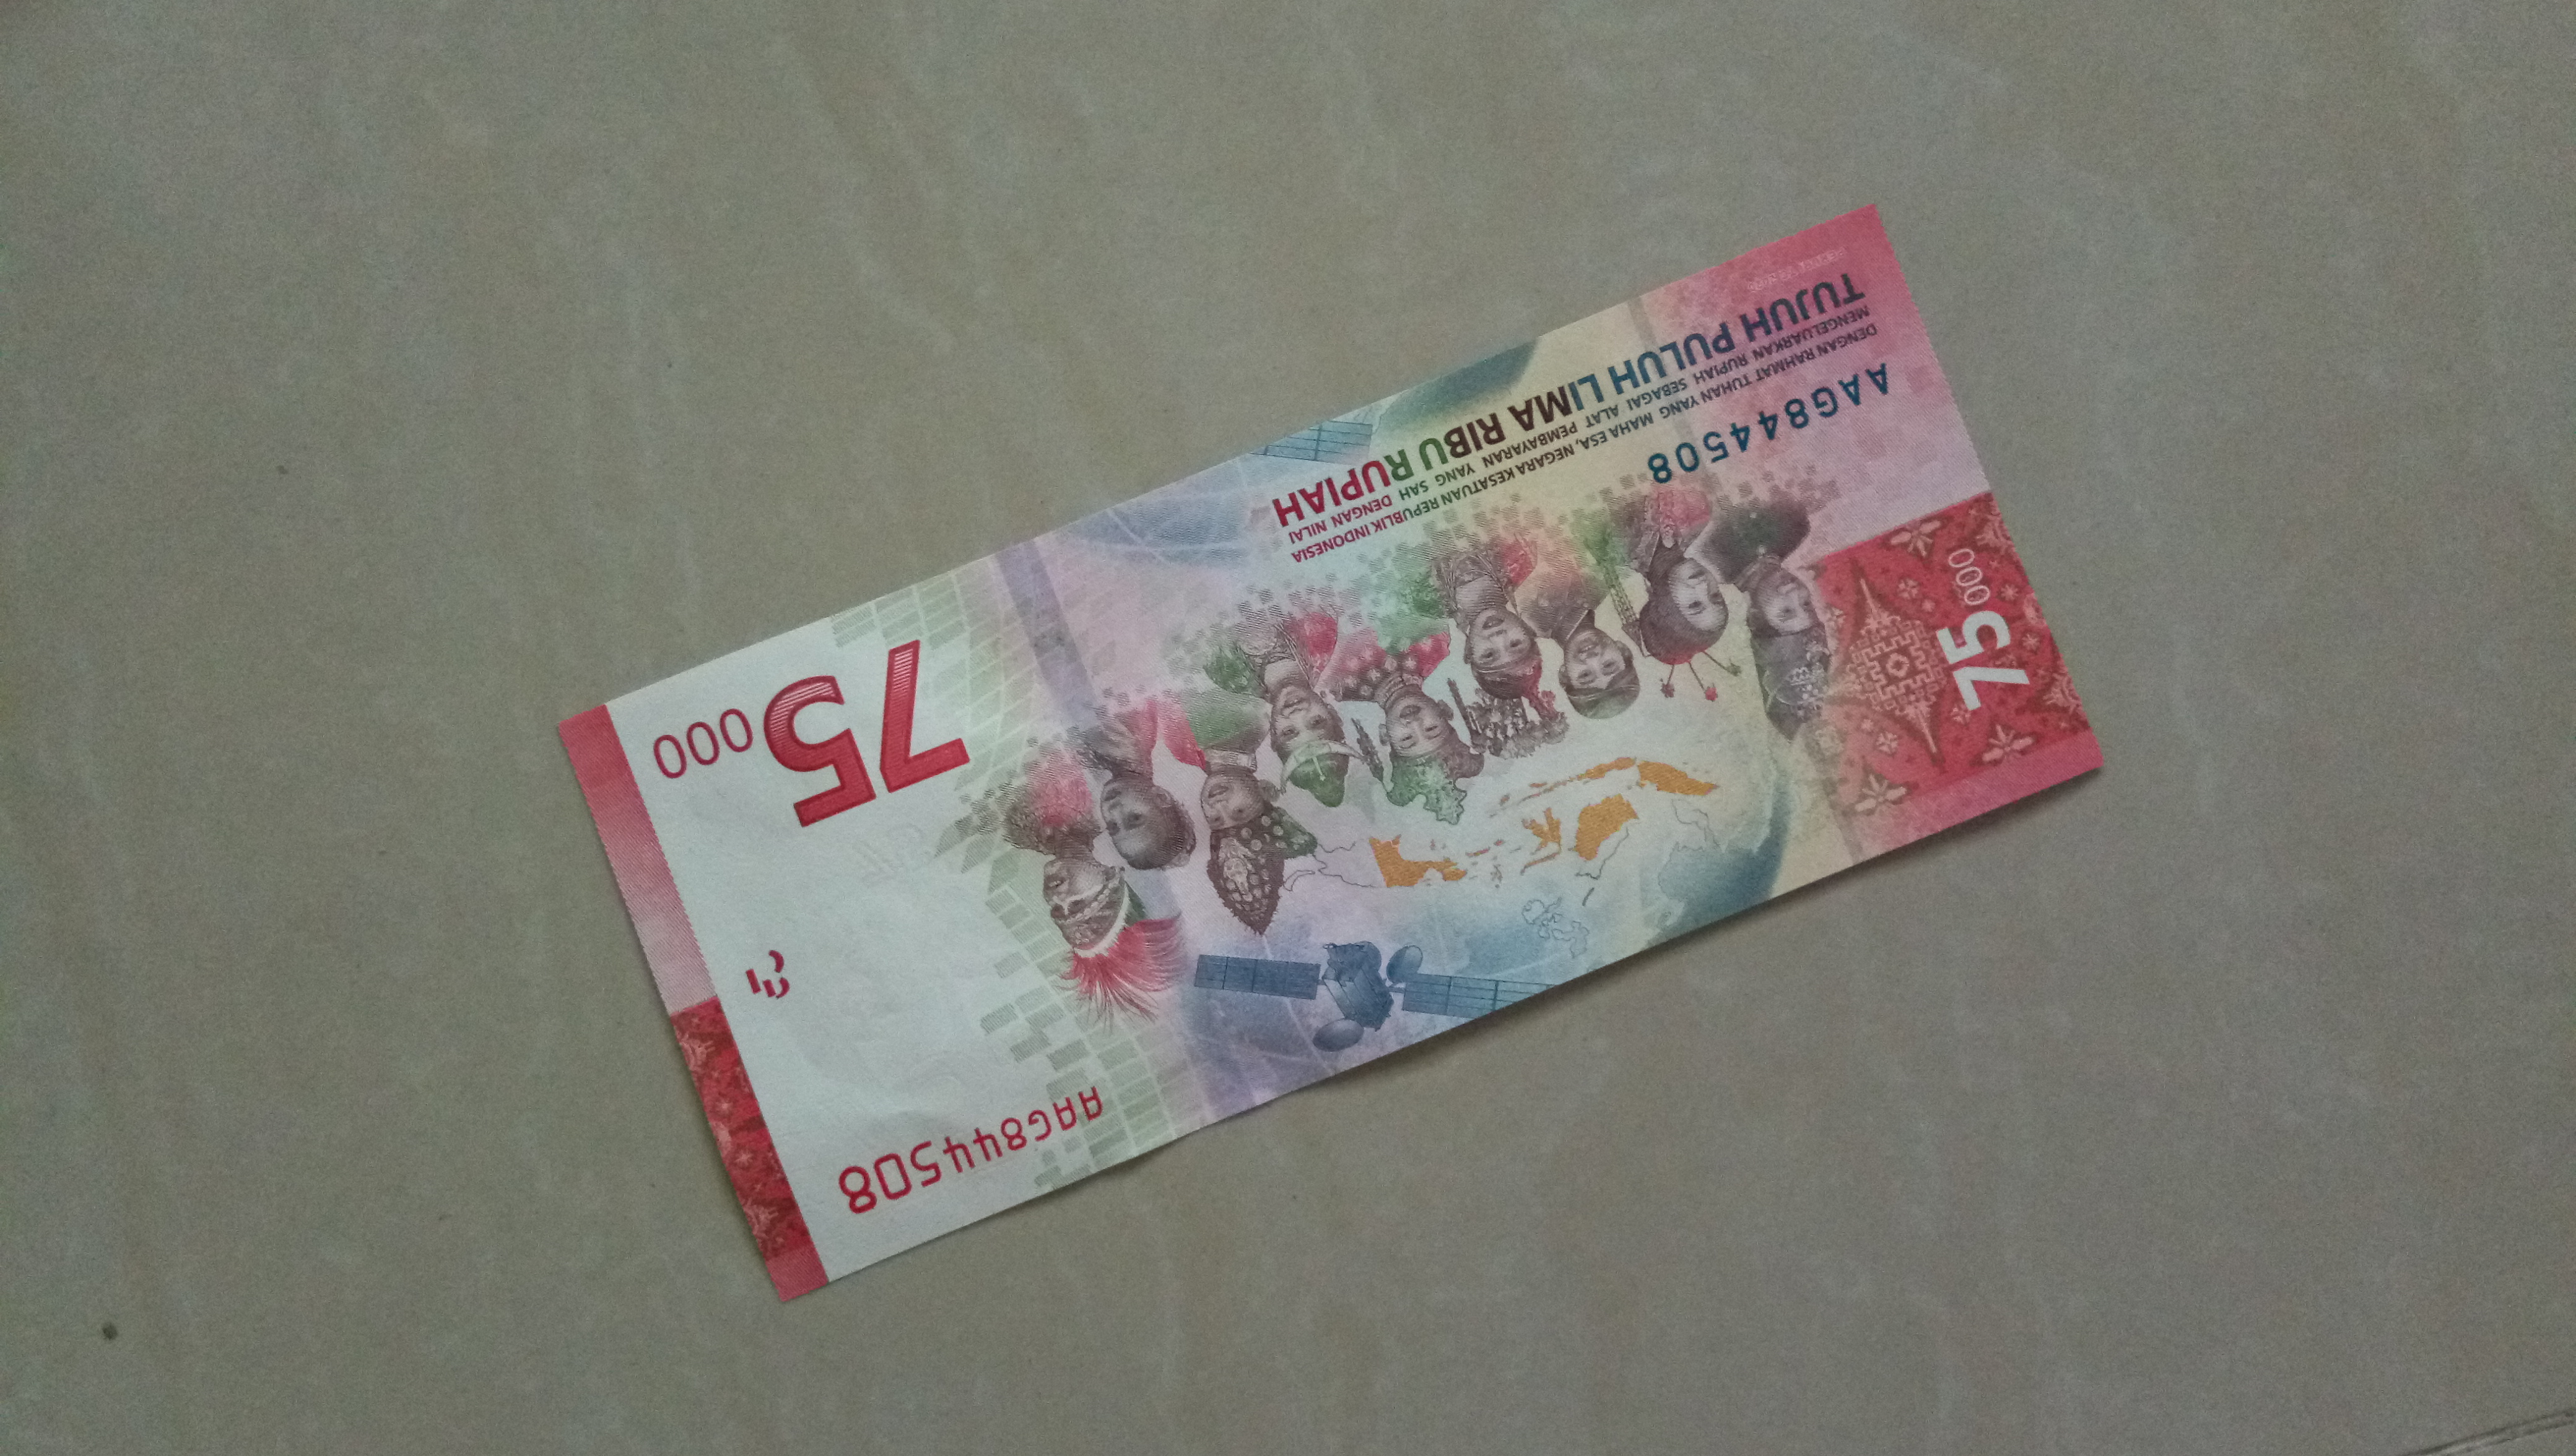 AAG844508
DENGAN RAHMAT TUHAN YANG MAHA ESA, NEGARA KESATUAN REPUBLIK INDONESIA
MENGELUARKAN RUPIAH SEBAGAI ALAT PEMBAYARAN YANG SAH DENGAN NILAI
TUJUH PULUH LIMA RIBU RUPIAH
75000
75000
AAG844508